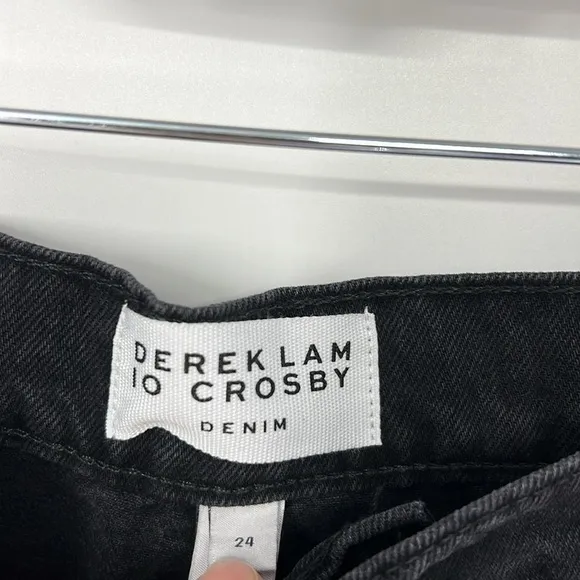 DEREK LAM
10 CROSBY
DENIM
24